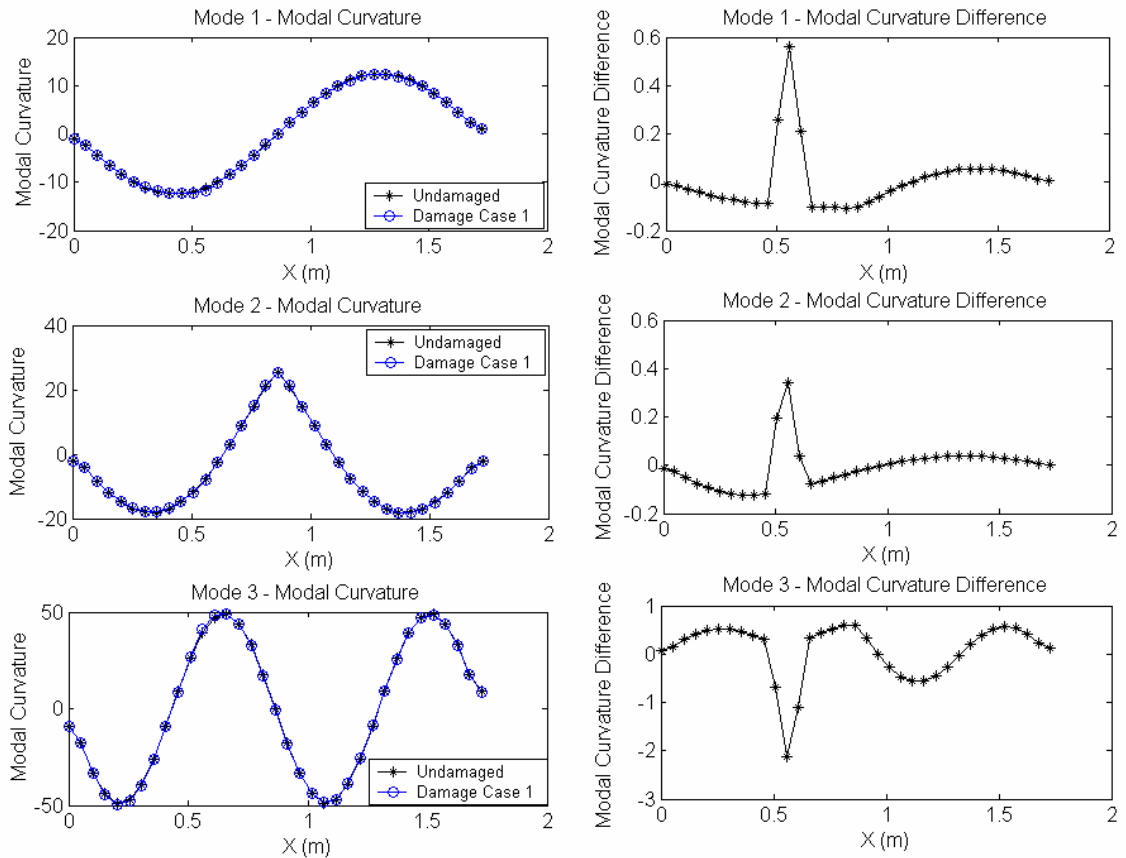 Mode 1 - Modal Curvature
20
10
0
-10
20
Modal Curvature
Undamaged
Damage Case 1
0
0.5
1
1.5
2
X (m)
Mode 1 - Modal Curvature Difference
0.6
0.4
0.2
0
-0.2
Modal Curvature Difference
0
0.5
1
1.5
2
X (m)
Mode 2 - Modal Curvature
40
20
0
-20
Modal Curvature
Undamaged
Damage Case 1
0
0.5
1
1.5
2
X (m)
Mode 2 - Modal Curvature Difference
0.6
0.4
0.2
0
-0.2
Modal Curvature Difference
0
0.5
1
1.5
2
X (m)
Mode 3 - Modal Curvature
50
0
-50
Modal Curvature
Undamaged
Damage Case 1
0
0.5
1
1.5
2
X (m)
Mode 3 - Modal Curvature Difference
1
0
-1
-2
-3
Modal Curvature Difference
0
0.5
1
1.5
2
X (m)